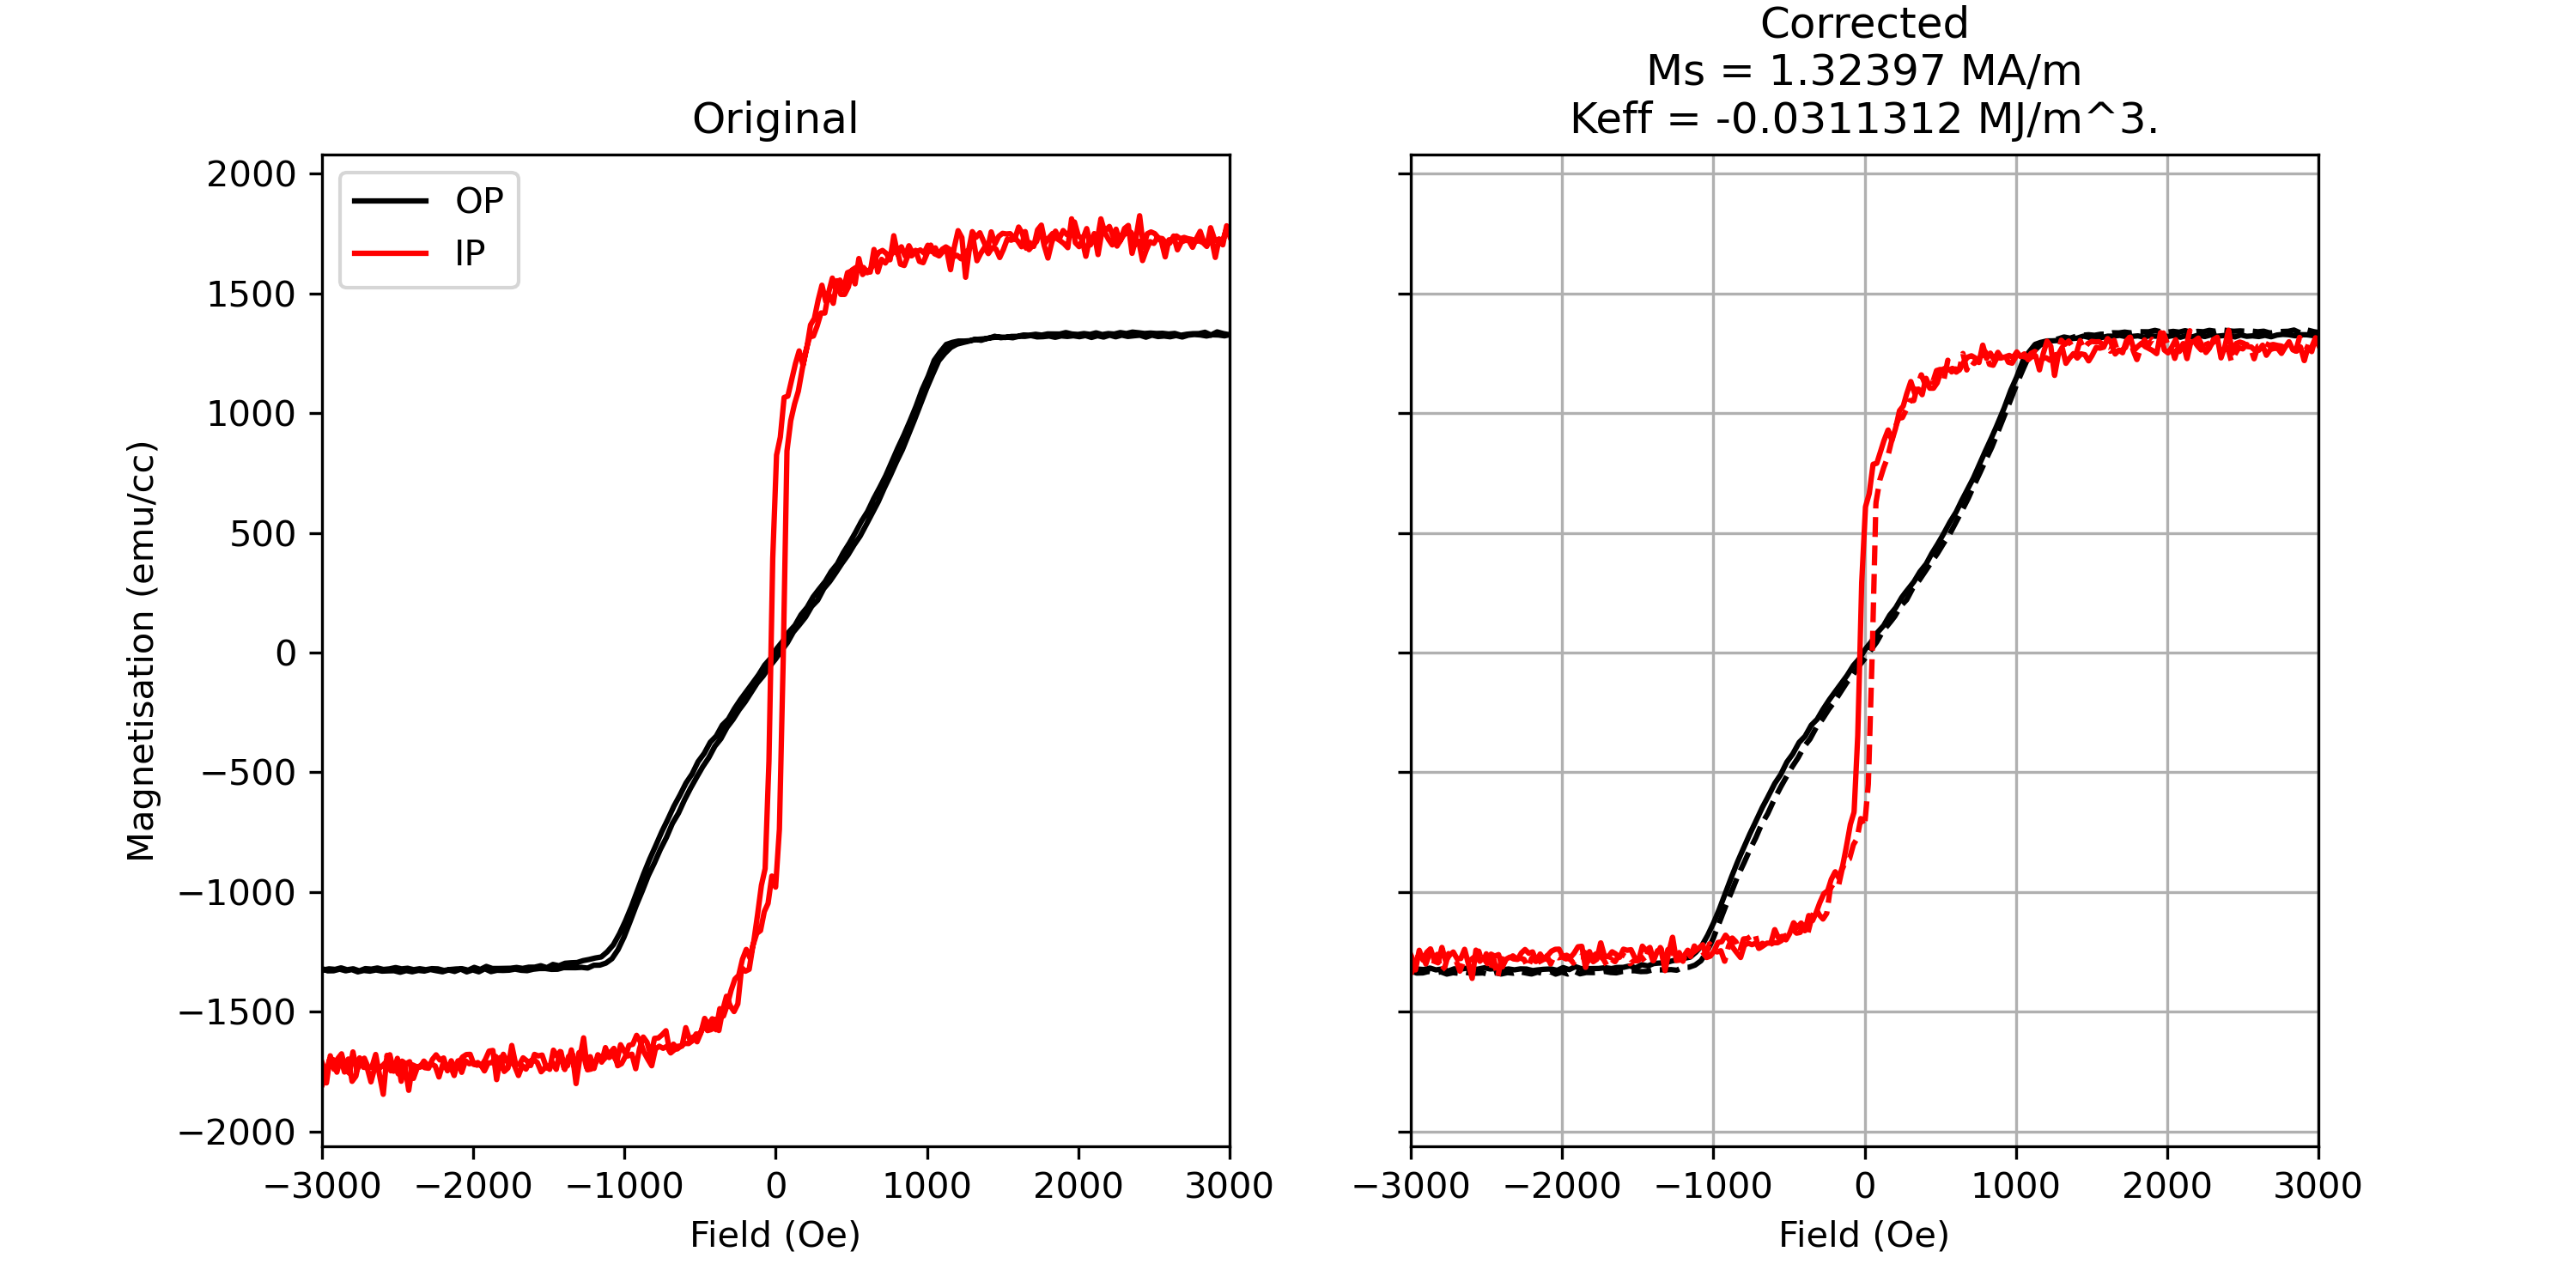 Original
OP
IP
2000
1500
1000
500
0
−500
−1000
−1500
−2000
Magnetisation (emu/cc)
−3000 −2000 −1000 0 1000 2000 3000
Field (Oe)
Corrected
Ms = 1.32397 MA/m
Keff = -0.0311312 MJ/m^3.
−3000 −2000 −1000 0 1000 2000 3000
Field (Oe)